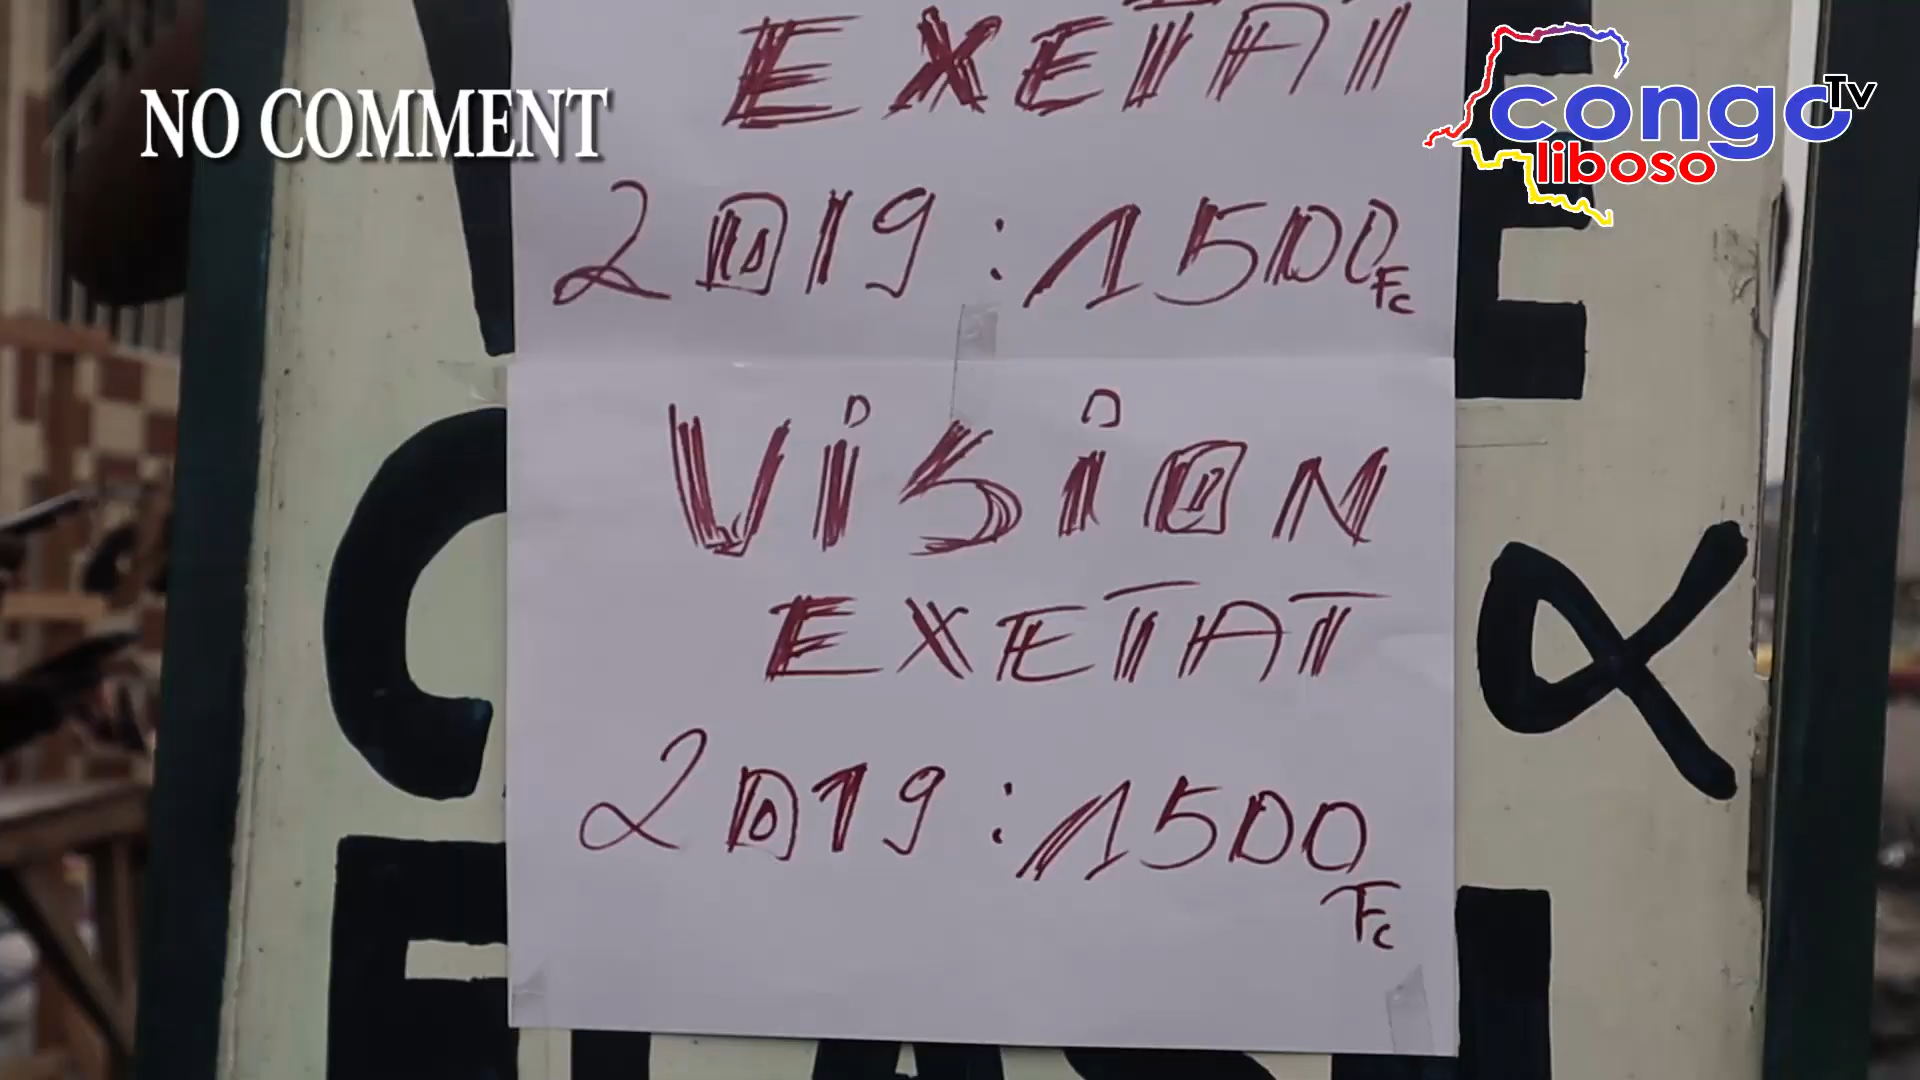 EXETAT
NO COMMENT
congo Tv
liboso
2019 : 1500 Fc
VISION
EXETAT
2019 : 1500
Fc